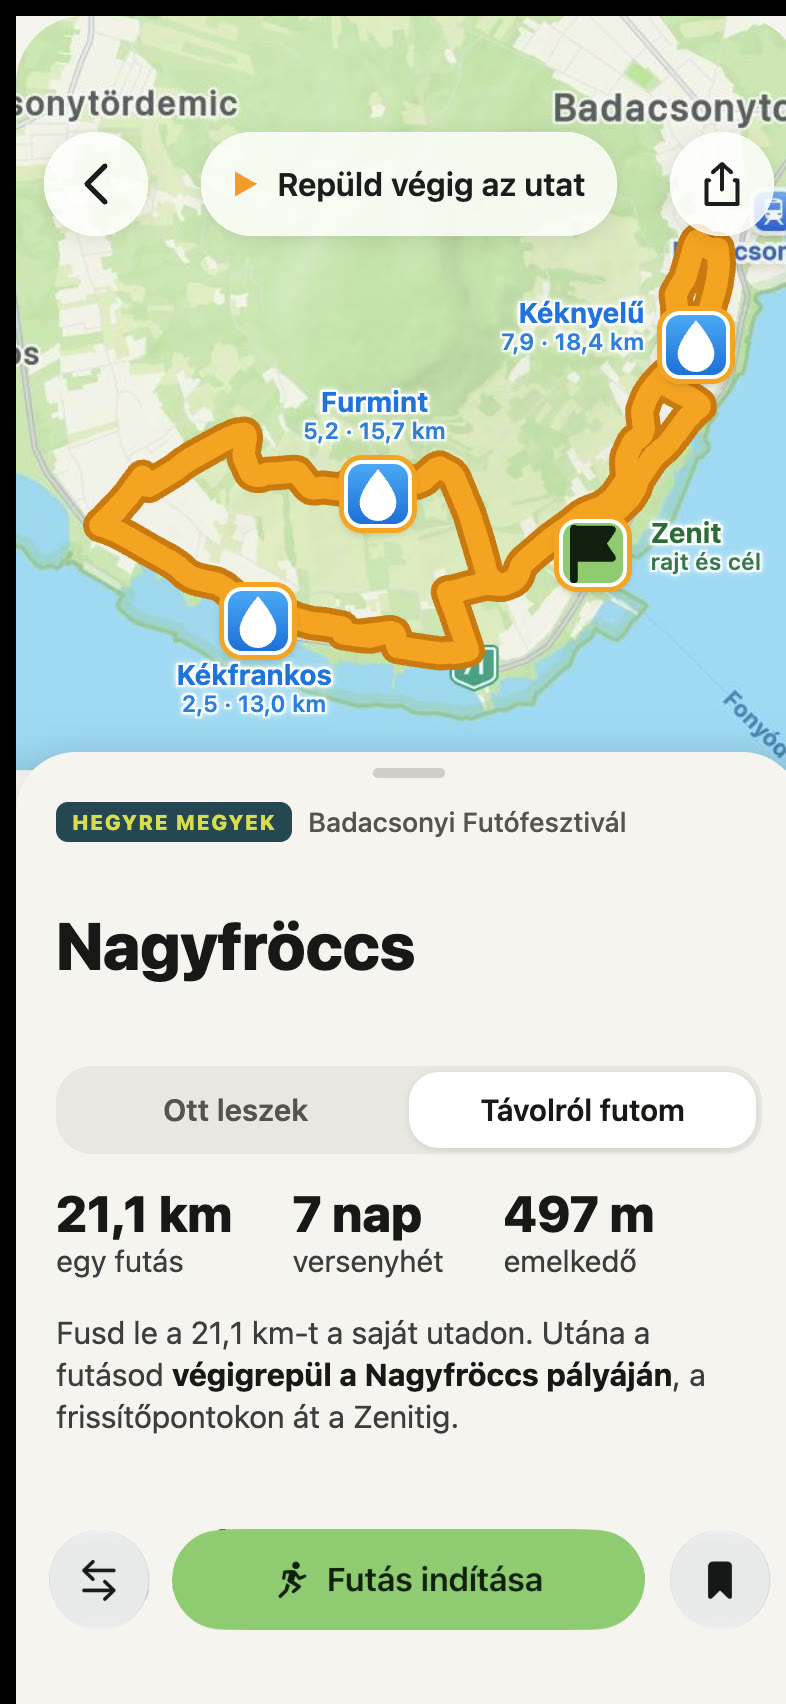 sonytördemic
Badacsonyto
Repüld végig az utat
Kéknyelű
7,9 · 18,4 km
Furmint
5,2 · 15,7 km
Zenit
rajt és cél
Kékfrankos
2,5 · 13,0 km
71
Fonyód
HEGYRE MEGYEK Badacsonyi Futófesztivál
Nagyfröccs
Ott leszek Távolról futom
21,1 km 7 nap 497 m
egy futás versenyhét emelkedő
Fusd le a 21,1 km-t a saját utadon. Utána a
futásod végigrepül a Nagyfröccs pályáján, a
frissítőpontokon át a Zenitig.
Futás indítása